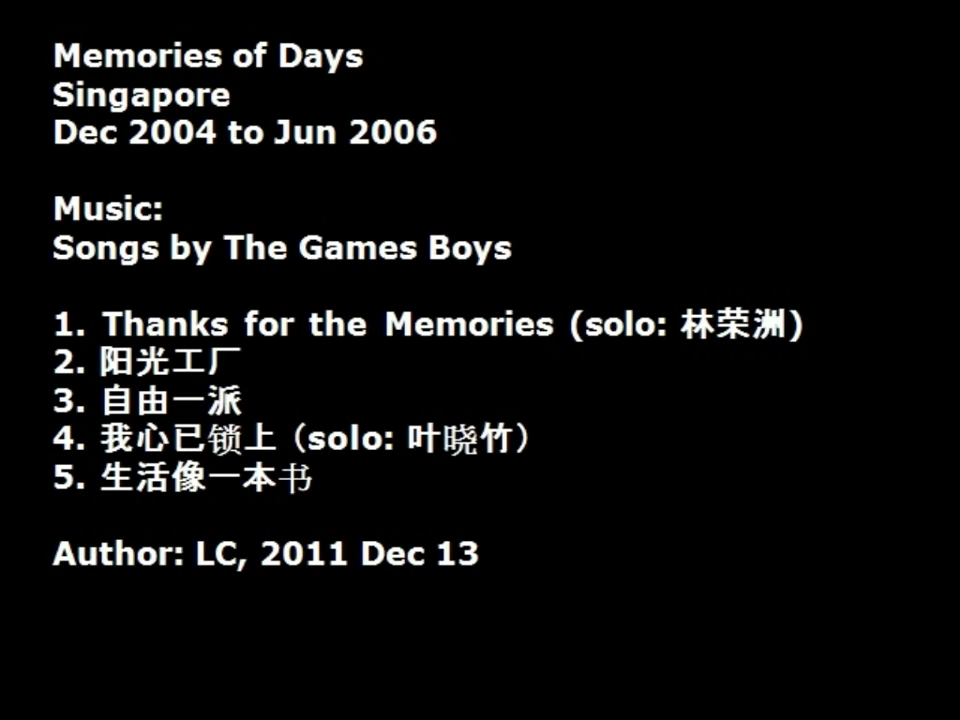 Memories of Days
Singapore
Dec 2004 to Jun 2006
Music:
Songs by The Games Boys
1. Thanks for the Memories (solo: 林荣洲)
2. 阳光工厂
3. 自由一派
4. 我心已锁上 (solo: 叶晓竹)
5. 生活像一本书
Author: LC, 2011 Dec 13